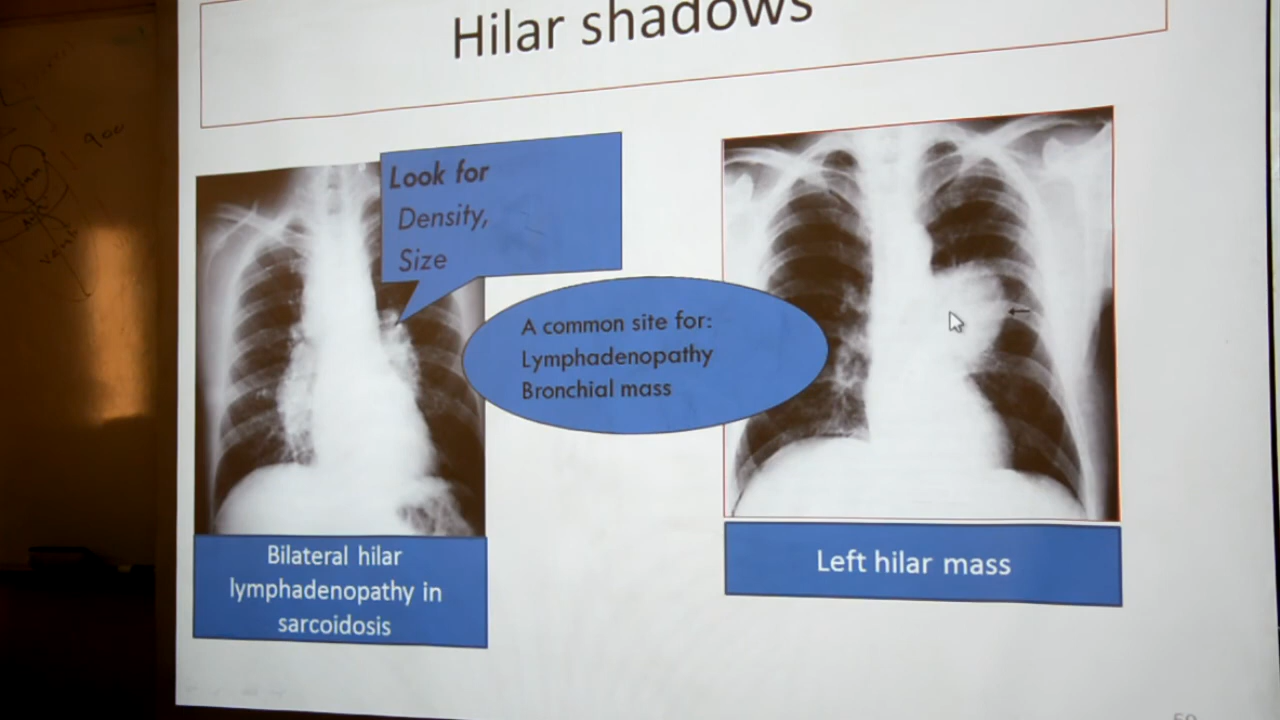 Hilar shadows
Look for
Density,
Size
A common site for:
Lymphadenopathy
Bronchial mass
Bilateral hilar
lymphadenopathy in
sarcoidosis
Left hilar mass
900